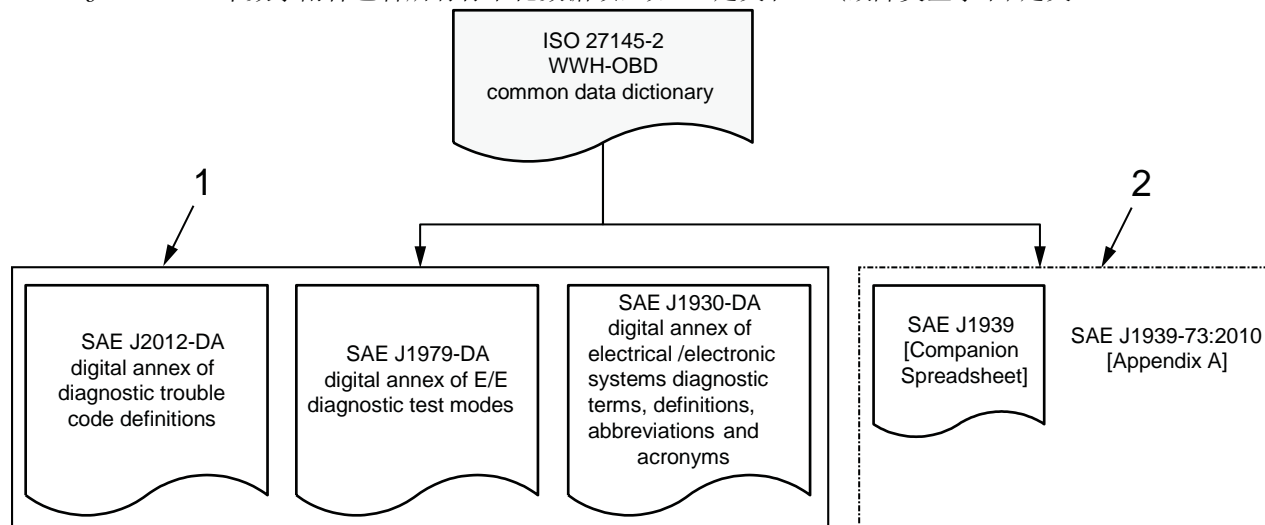 ISO 27145-2
WWH-OBD
common data dictionary
1
2
SAE J2012-DA
digital annex of
diagnostic trouble
code definitions
SAE J1979-DA
digital annex of E/E
diagnostic test modes
SAE J1930-DA
digital annex of
electrical /electronic
systems diagnostic
terms, definitions,
abbreviations and
acronyms
SAE J1939
[Companion
Spreadsheet]
SAE J1939-73:2010
[Appendix A]